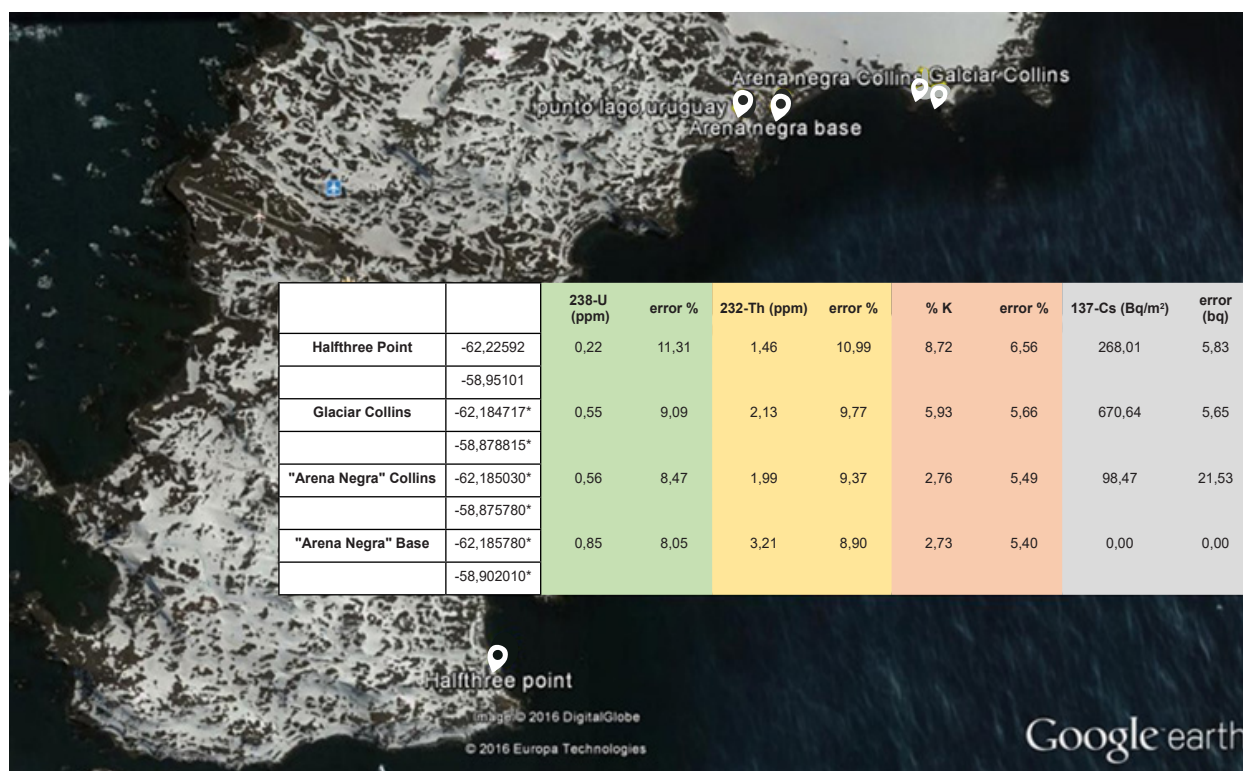 Arena negra Collins Galciar Collins
punto lago uruguay
Arena negra base
238-U (ppm) error % 232-Th (ppm) error % % K error % 137-Cs (Bq/m²) error (bq)
Halfthree Point -62,22592 0,22 11,31 1,46 10,99 8,72 6,56 268,01 5,83
-58,95101
Glaciar Collins -62,184717* 0,55 9,09 2,13 9,77 5,93 5,66 670,64 5,65
-58,878815*
"Arena Negra" Collins -62,185030* 0,56 8,47 1,99 9,37 2,76 5,49 98,47 21,53
-58,875780*
"Arena Negra" Base -62,185780* 0,85 8,05 3,21 8,90 2,73 5,40 0,00 0,00
-58,902010*
Halfthree point
Image © 2016 DigitalGlobe
© 2016 Europa Technologies
Google earth